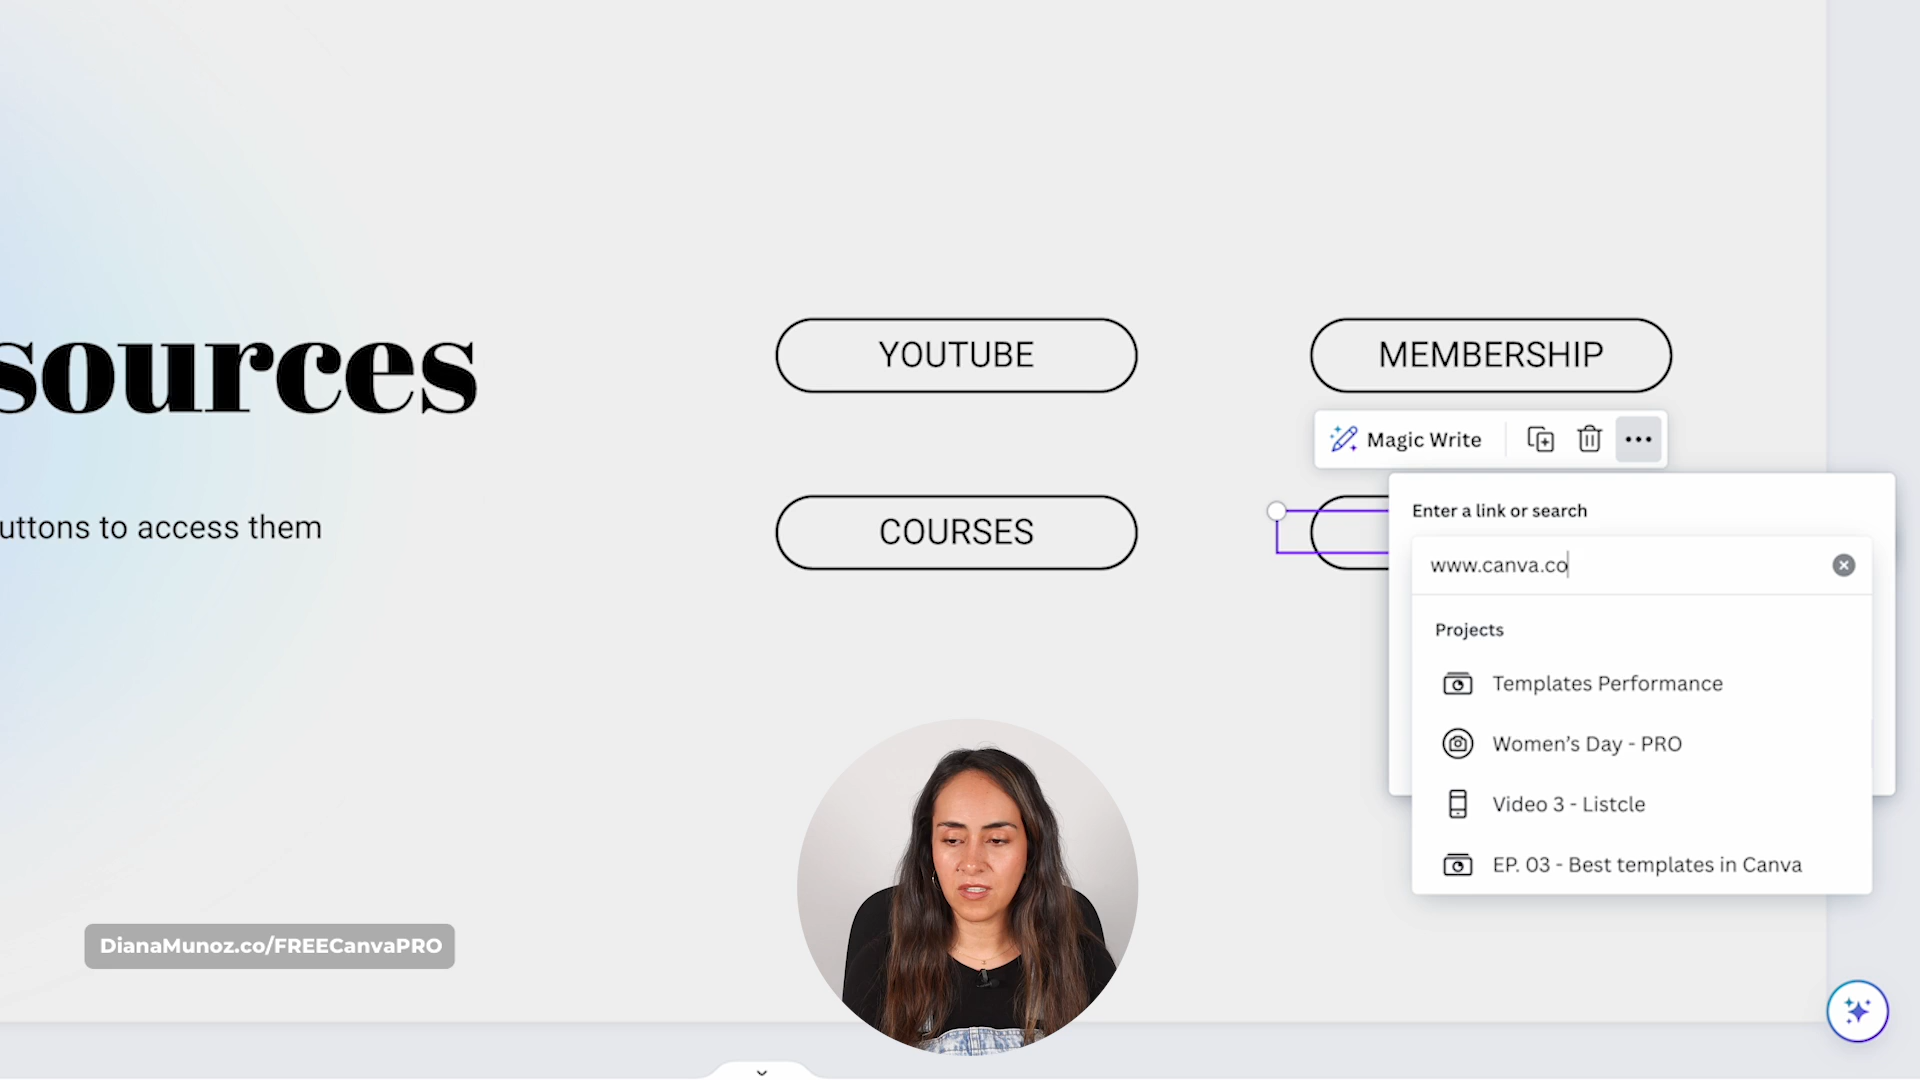 sources
uttons to access them
YOUTUBE
MEMBERSHIP
Magic Write
COURSES
Enter a link or search
www.canva.co
Projects
Templates Performance
Women's Day - PRO
Video 3 - Listcle
EP. 03 - Best templates in Canva
DianaMunoz.co/FREECanvaPRO